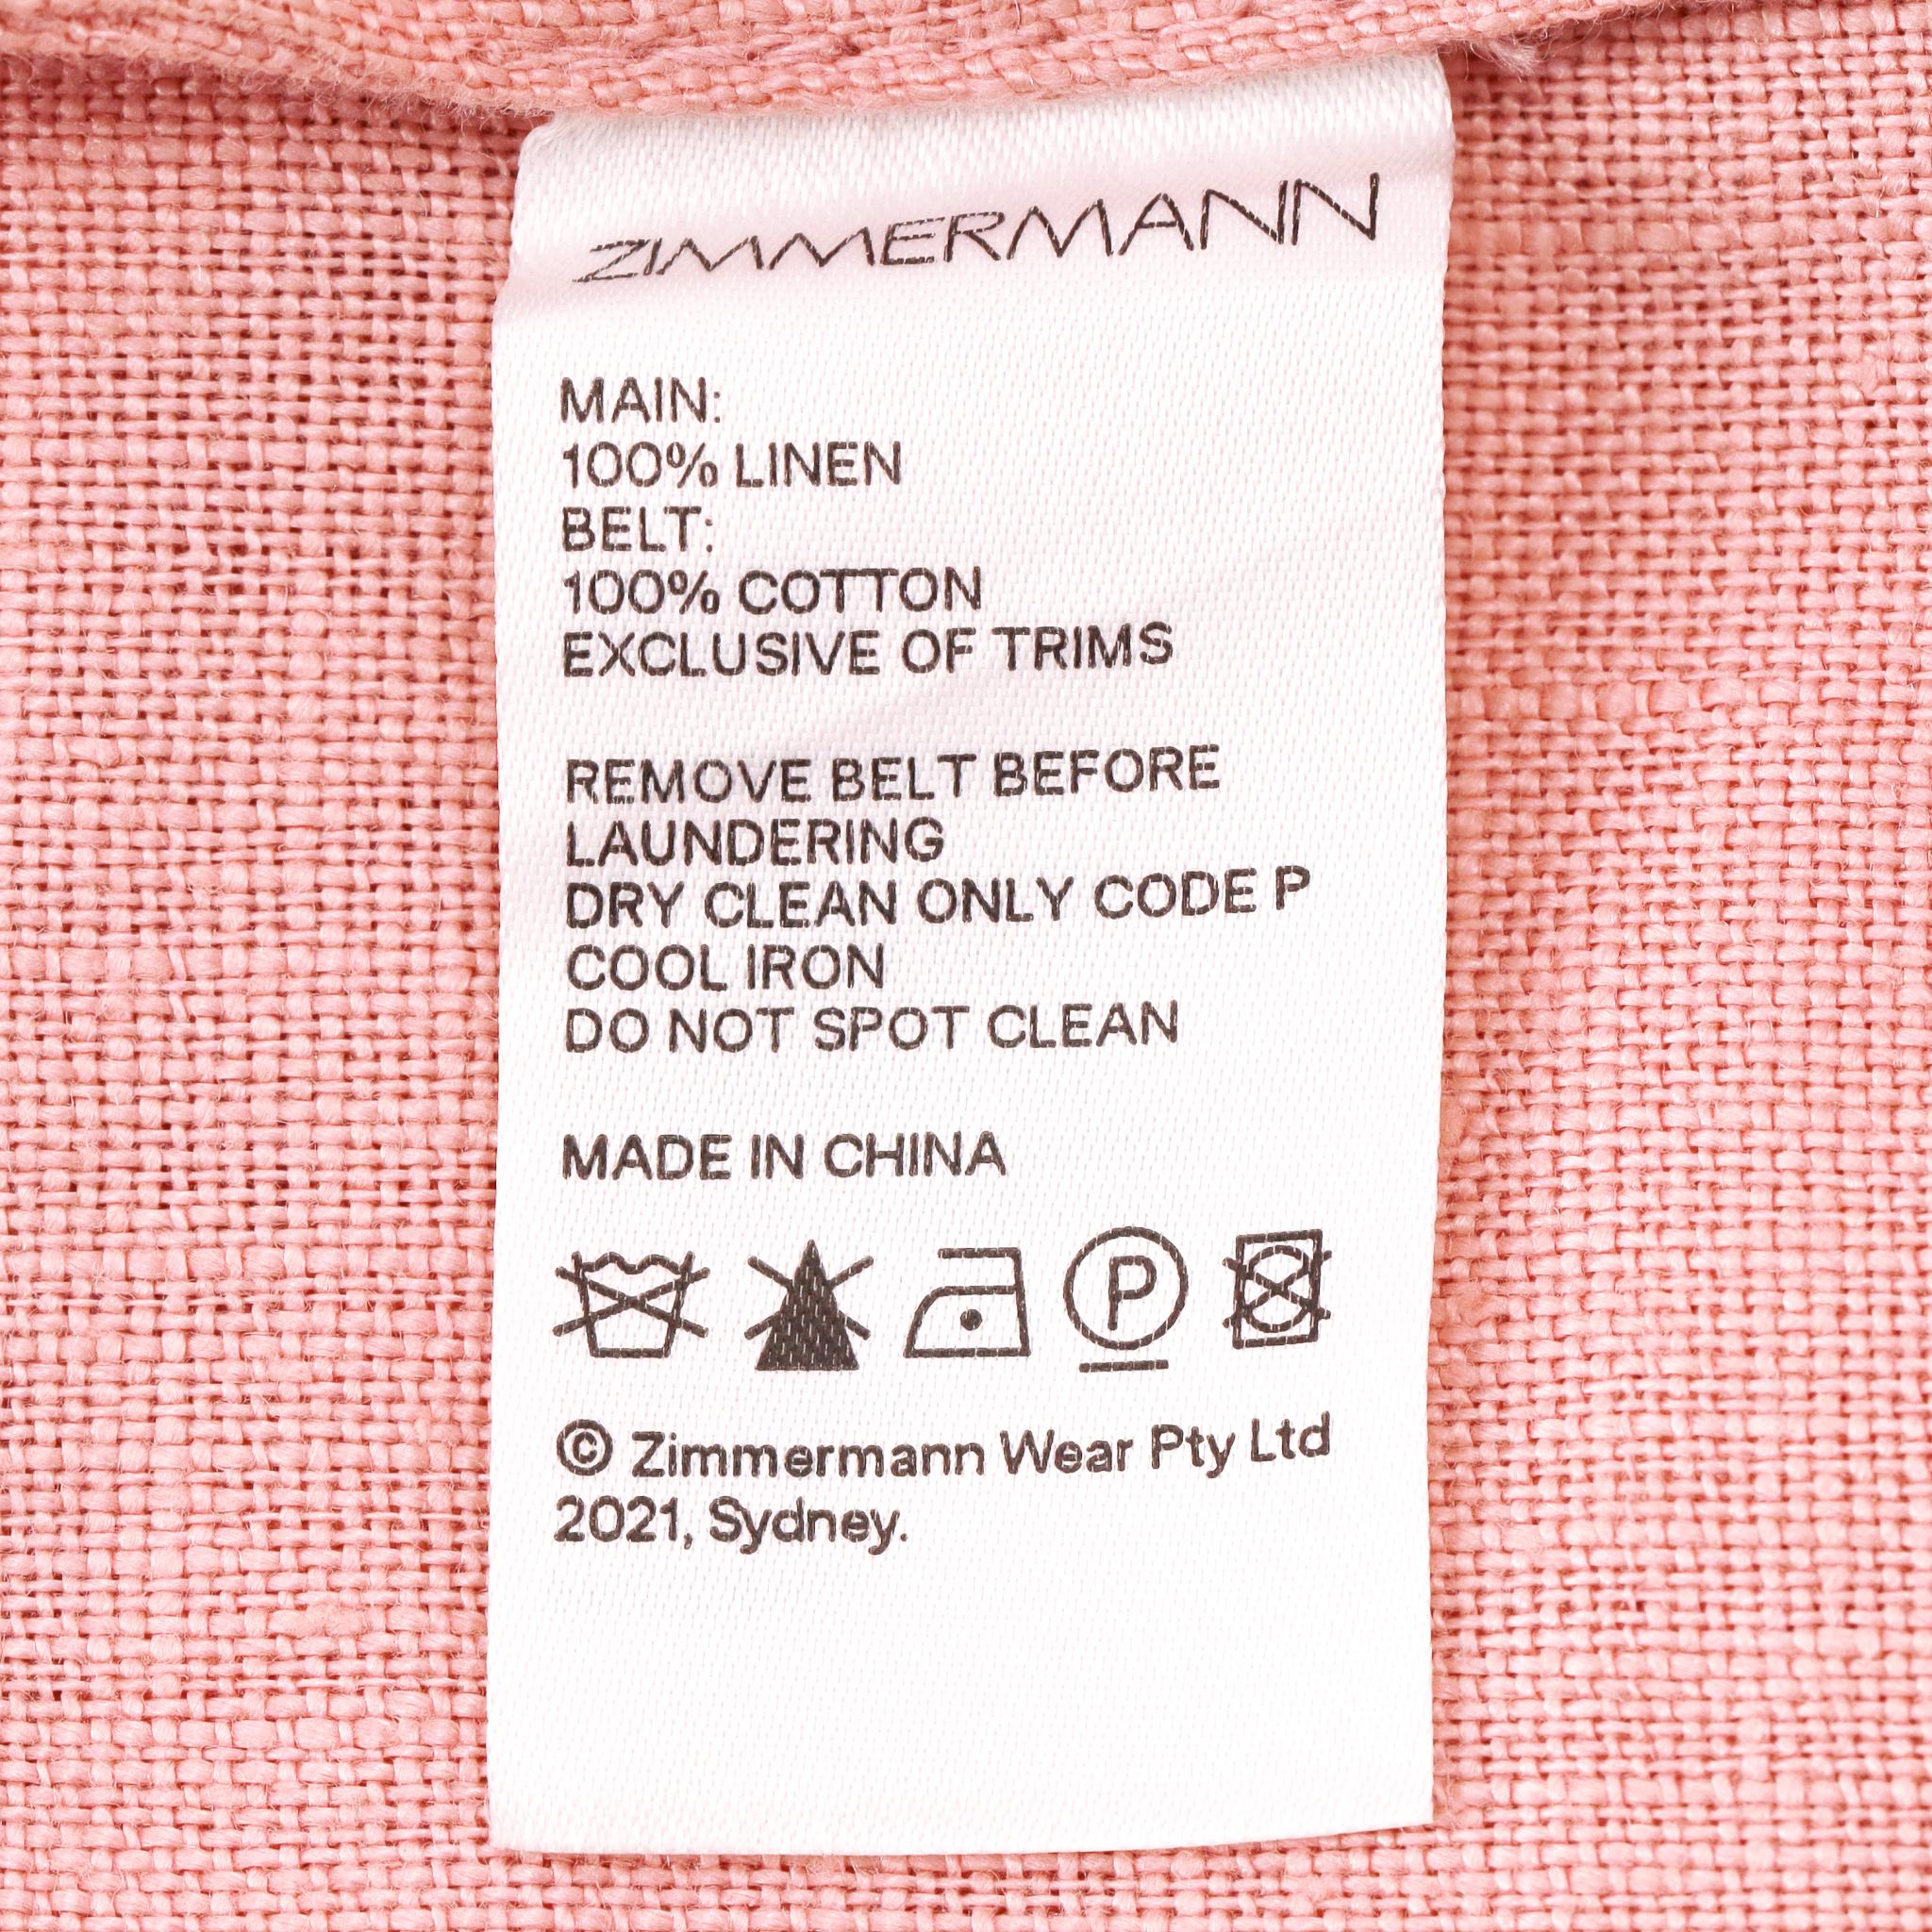 ZIMMERMANN
MAIN:
100% LINEN
BELT:
100% COTTON
EXCLUSIVE OF TRIMS
REMOVE BELT BEFORE
LAUNDERING
DRY CLEAN ONLY CODE P
COOL IRON
DO NOT SPOT CLEAN
MADE IN CHINA
P
© Zimmermann Wear Pty Ltd
2021, Sydney.